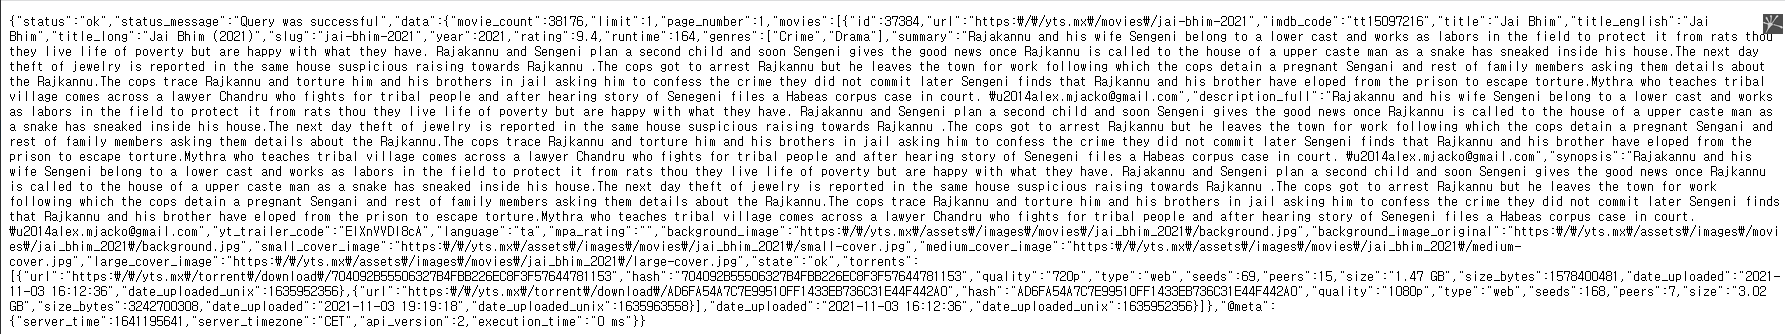 {"status":"ok","status_message":"Query was successful","data":{"movie_count":38176,"limit":1,"page_number":1,"movies":[{"id":37384,"url":"https:₩/₩/yts.mx₩/movies₩/jai-bhim-2021","imdb_code":"tt15097216","title":"Jai Bhim","title_english":"Jai
Bhim","title_long":"Jai Bhim (2021)","slug":"jai-bhim-2021","year":2021,"rating":9.4,"runtime":164,"genres":["Crime","Drama"],"summary":"Rajakannu and his wife Sengeni belong to a lower cast and works as labors in the field to protect it from rats thou
they live life of poverty but are happy with what they have. Rajakannu and Sengeni plan a second child and soon Sengeni gives the good news once Rajkannu is called to the house of a upper caste man as a snake has sneaked inside his house.The next day
theft of jewelry is reported in the same house suspicious raising towards Rajkannu .The cops got to arrest Rajkannu but he leaves the town for work following which the cops detain a pregnant Sengani and rest of family members asking them details about
the Rajkannu.The cops trace Rajkannu and torture him and his brothers in jail asking him to confess the crime they did not commit later Sengeni finds that Rajkannu and his brother have eloped from the prison to escape torture.Mythra who teaches tribal
village comes across a lawyer Chandru who fights for tribal people and after hearing story of Senegeni files a Habeas corpus case in court. ₩u2014alex.mjacko@gmail.com","description_full":"Rajakannu and his wife Sengeni belong to a lower cast and works
as labors in the field to protect it from rats thou they live life of poverty but are happy with what they have. Rajakannu and Sengeni plan a second child and soon Sengeni gives the good news once Rajkannu is called to the house of a upper caste man as
a snake has sneaked inside his house.The next day theft of jewelry is reported in the same house suspicious raising towards Rajkannu .The cops got to arrest Rajkannu but he leaves the town for work following which the cops detain a pregnant Sengani and
rest of family members asking them details about the Rajkannu.The cops trace Rajkannu and torture him and his brothers in jail asking him to confess the crime they did not commit later Sengeni finds that Rajkannu and his brother have eloped from the
prison to escape torture.Mythra who teaches tribal village comes across a lawyer Chandru who fights for tribal people and after hearing story of Senegeni files a Habeas corpus case in court. ₩u2014alex.mjacko@gmail.com","synopsis":"Rajakannu and his
wife Sengeni belong to a lower cast and works as labors in the field to protect it from rats thou they live life of poverty but are happy with what they have. Rajakannu and Sengeni plan a second child and soon Sengeni gives the good news once Rajkannu
is called to the house of a upper caste man as a snake has sneaked inside his house.The next day theft of jewelry is reported in the same house suspicious raising towards Rajkannu .The cops got to arrest Rajkannu but he leaves the town for work
following which the cops detain a pregnant Sengani and rest of family members asking them details about the Rajkannu.The cops trace Rajkannu and torture him and his brothers in jail asking him to confess the crime they did not commit later Sengeni finds
that Rajkannu and his brother have eloped from the prison to escape torture.Mythra who teaches tribal village comes across a lawyer Chandru who fights for tribal people and after hearing story of Senegeni files a Habeas corpus case in court.
₩u2014alex.mjacko@gmail.com","yt_trailer_code":"EIXnVVDI8cA","language":"ta","mpa_rating":"","background_image":"https:₩/₩/yts.mx₩/assets₩/images₩/movies₩/jai_bhim_2021₩/background.jpg","background_image_original":"https:₩/₩/yts.mx₩/assets₩/images₩/movi
es₩/jai_bhim_2021₩/background.jpg","small_cover_image":"https:₩/₩/yts.mx₩/assets₩/images₩/movies₩/jai_bhim_2021₩/small-cover.jpg","medium_cover_image":"https:₩/₩/yts.mx₩/assets₩/images₩/movies₩/jai_bhim_2021₩/medium-
cover.jpg","large_cover_image":"https:₩/₩/yts.mx₩/assets₩/images₩/movies₩/jai_bhim_2021₩/large-cover.jpg","state":"ok","torrents":
[{"url":"https:₩/₩/yts.mx₩/torrent₩/download₩/704092B55506327B4FBB226EC8F3F57644781153","hash":"704092B55506327B4FBB226EC8F3F57644781153","quality":"720p","type":"web","seeds":69,"peers":15,"size":"1.47 GB","size_bytes":1578400481,"date_uploaded":"2021-
11-03 16:12:36","date_uploaded_unix":1635952356},{"url":"https:₩/₩/yts.mx₩/torrent₩/download₩/AD6FA54A7C7E99510FF1433EB736C31E44F442A0","hash":"AD6FA54A7C7E99510FF1433EB736C31E44F442A0","quality":"1080p","type":"web","seeds":168,"peers":7,"size":"3.02
GB","size_bytes":3242700308,"date_uploaded":"2021-11-03 19:19:18","date_uploaded_unix":1635963558}],"date_uploaded":"2021-11-03 16:12:36","date_uploaded_unix":1635952356}]},"@meta":
{"server_time":1641195641,"server_timezone":"CET","api_version":2,"execution_time":"0 ms"}}